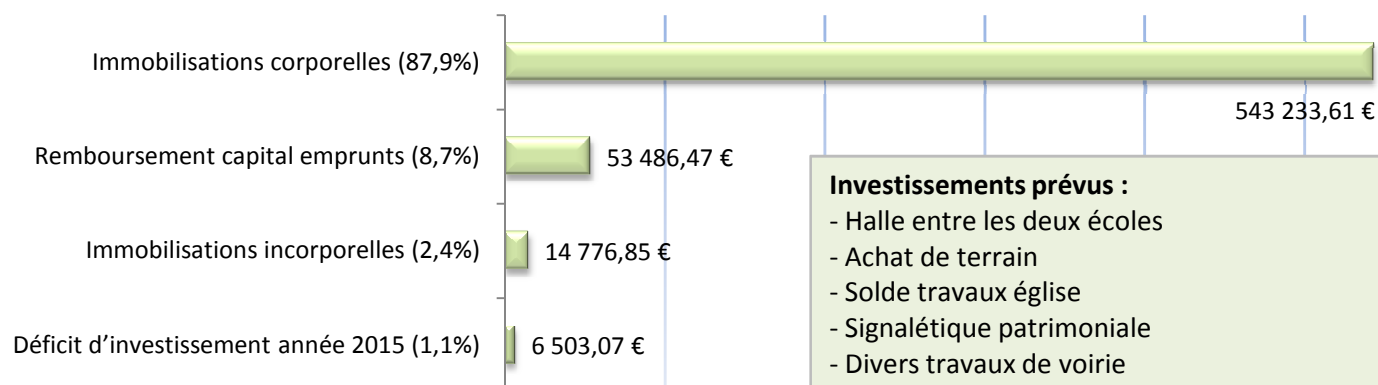 Immobilisations corporelles (87,9%)
543 233,61 €
Remboursement capital emprunts (8,7%)
53 486,47 €
Immobilisations incorporelles (2,4%)
14 776,85 €
Déficit d’investissement année 2015 (1,1%)
6 503,07 €
Investissements prévus :
- Halle entre les deux écoles
- Achat de terrain
- Solde travaux église
- Signalétique patrimoniale
- Divers travaux de voirie